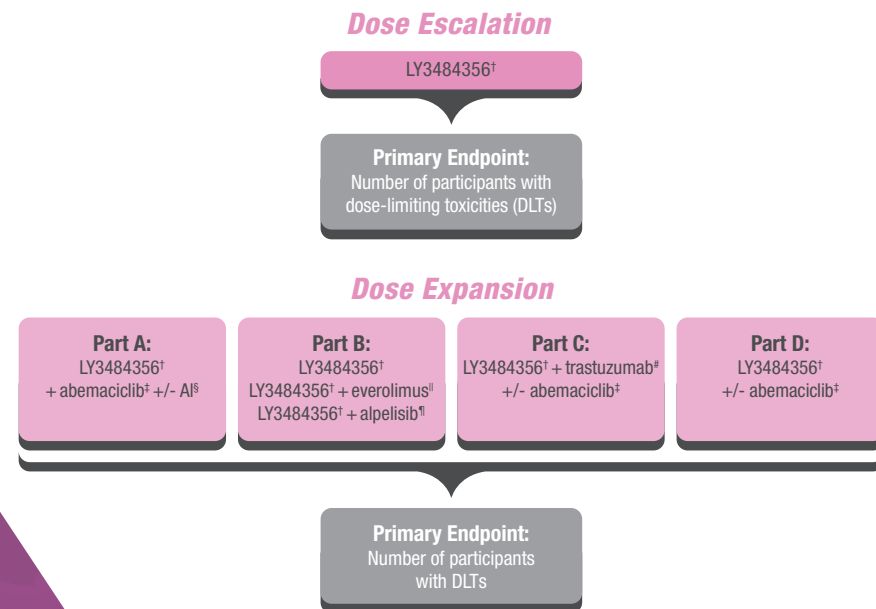 Dose Escalation
LY3484356†
Primary Endpoint:
Number of participants with
dose-limiting toxicities (DLTs)
Dose Expansion
Part A:
LY3484356†
+ abemaciclib‡ +/- AI§
Part B:
LY3484356†
LY3484356† + everolimus||
LY3484356† + alpelisib¶
Part C:
LY3484356† + trastuzumab#
+/- abemaciclib‡
Part D:
LY3484356†
+/- abemaciclib‡
Primary Endpoint:
Number of participants
with DLTs